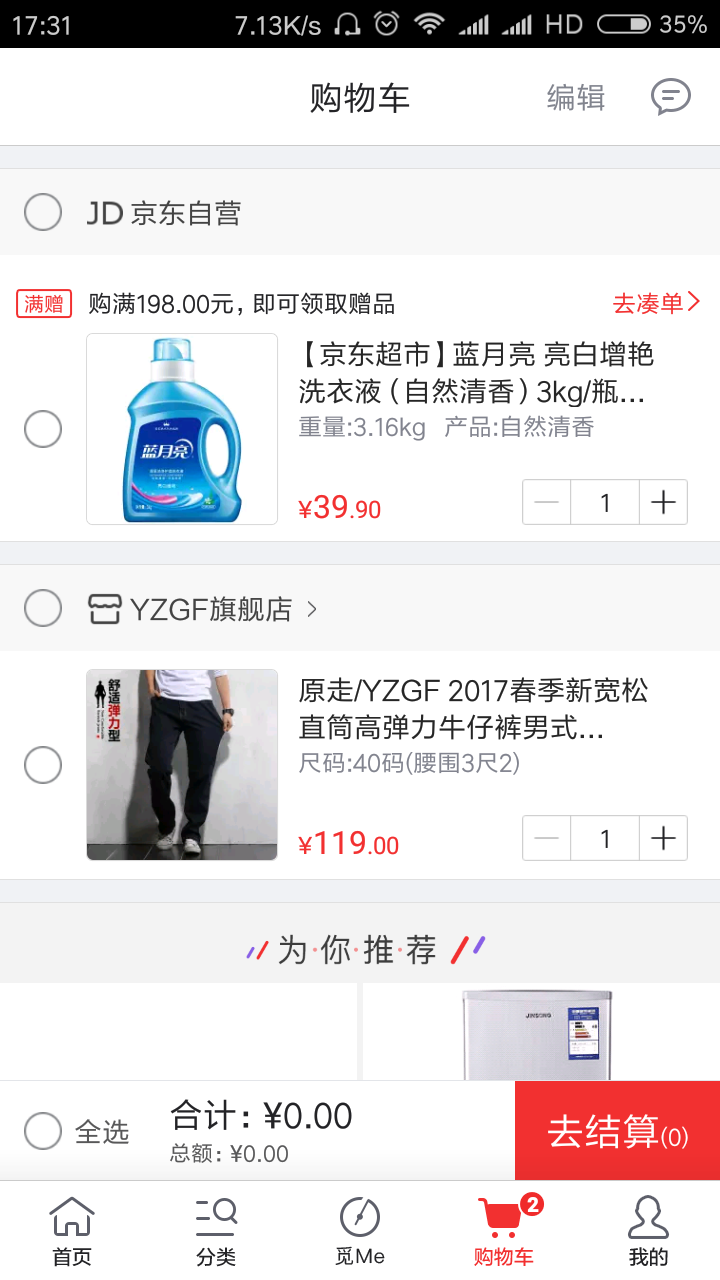 17:31 7.13K/s HD 35%
购物车 编辑
JD 京东自营
满赠 购满198.00元，即可领取赠品 去凑单
【京东超市】蓝月亮 亮白增艳
洗衣液（自然清香）3kg/瓶...
重量:3.16kg 产品:自然清香
蓝月亮
¥39.90 1
YZGF旗舰店
舒适弹力型
原走/YZGF 2017春季新宽松
直筒高弹力牛仔裤男式...
尺码:40码(腰围3尺2)
¥119.00 1
为·你·推·荐
JINSONG
全选 合计：¥0.00 去结算(0)
总额：¥0.00
2
首页 分类 觅Me 购物车 我的